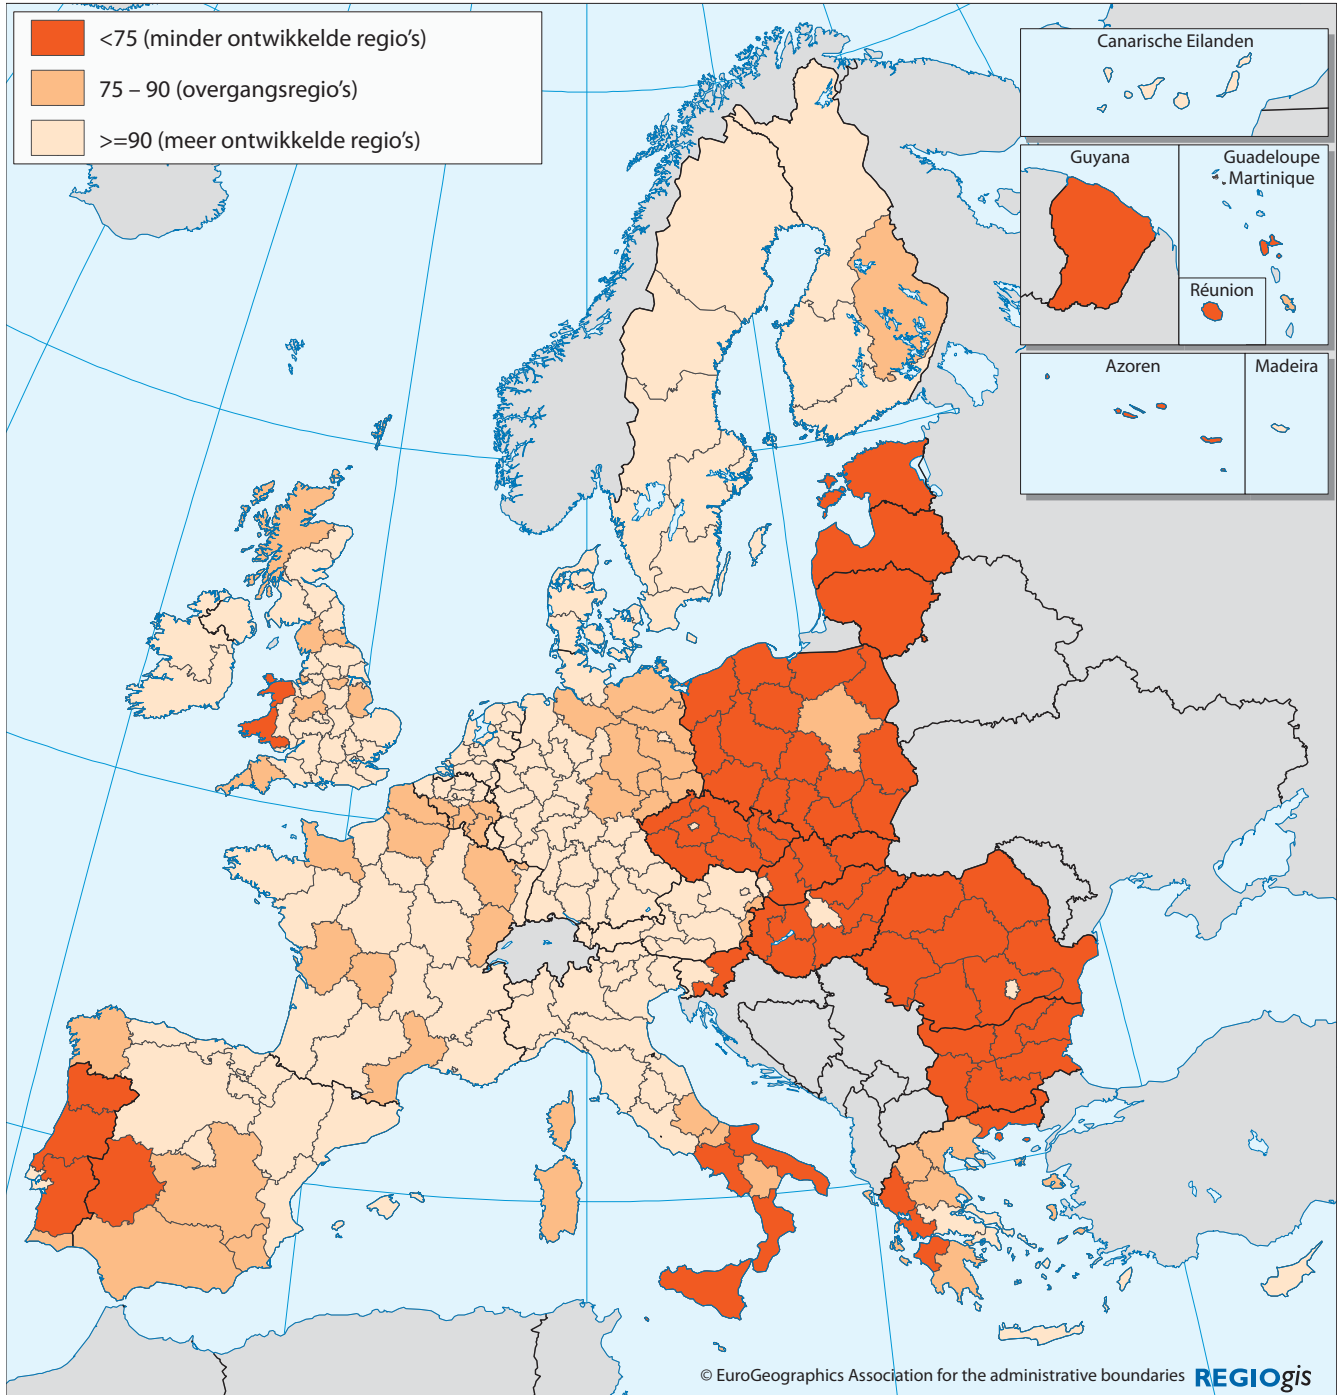 <75 (minder ontwikkelde regio's)
75 – 90 (overgangsregio's)
>=90 (meer ontwikkelde regio's)
Canarische Eilanden
Guyana
Guadeloupe
Martinique
Réunion
Azoren
Madeira
© EuroGeographics Association for the administrative boundaries
REGIOgis